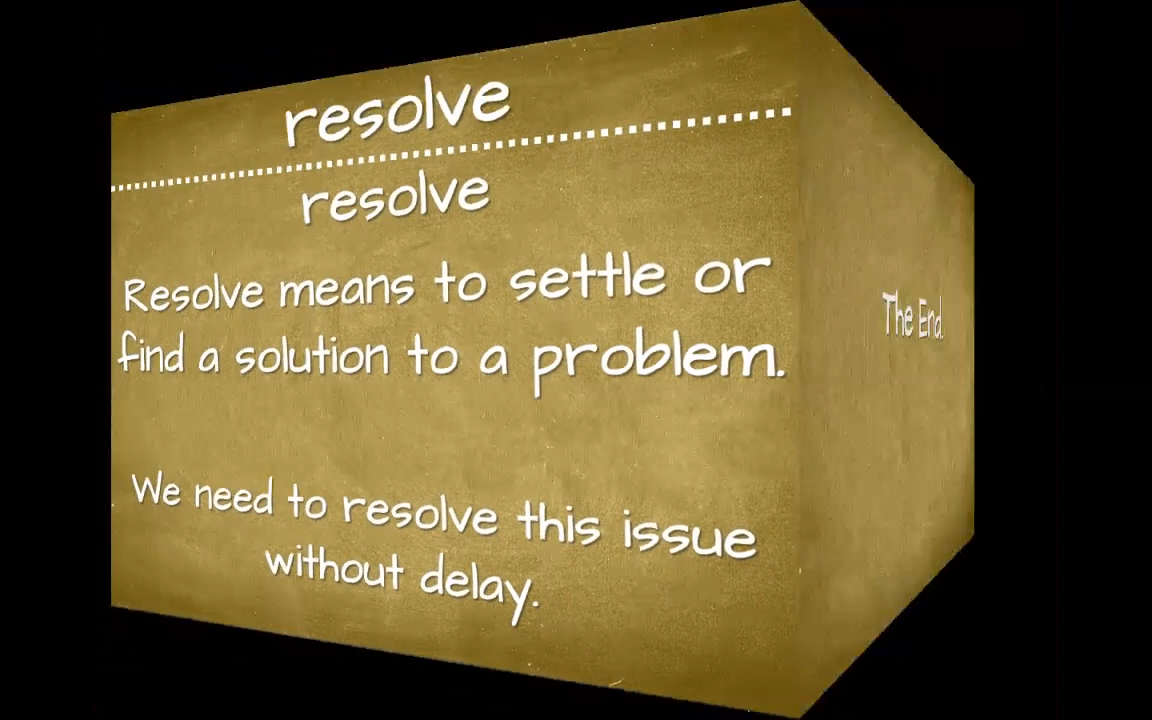 resolve
resolve
Resolve means to settle or
find a solution to a problem.
We need to resolve this issue
without delay.
The End.